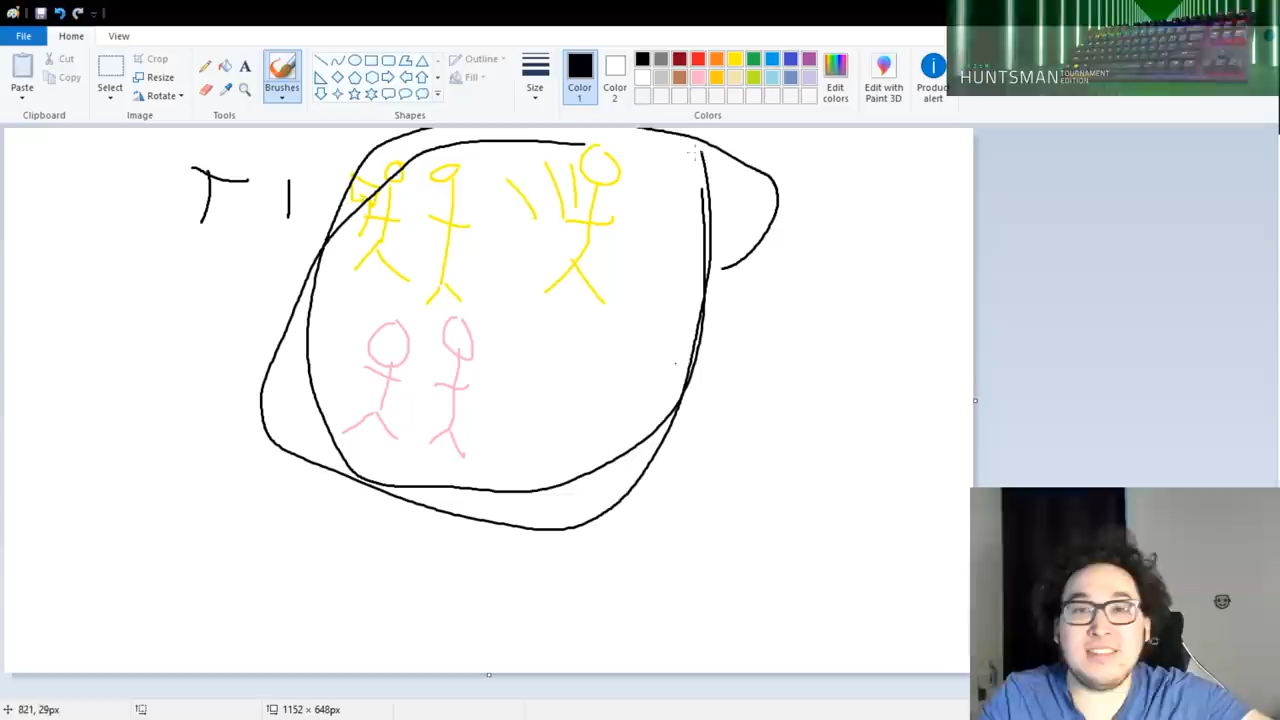 File Home View
Paste Cut Copy Select Crop Resize Rotate Brushes Outline Fill Size Color 1 Color 2 Edit colors Edit with Paint 3D Product alert
Clipboard Image Tools Shapes Colors
HUNTSMAN TOURNAMENT EDITION
T I
821, 29px 1152 × 648px